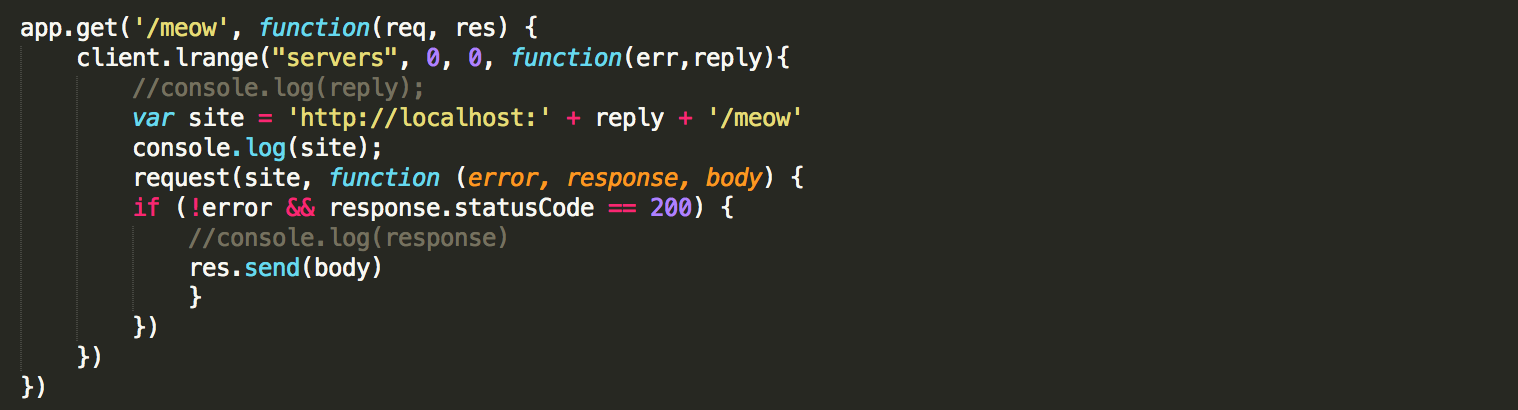 app.get('/meow', function(req, res) {
    client.lrange("servers", 0, 0, function(err,reply){
        //console.log(reply);
        var site = 'http://localhost:' + reply + '/meow'
        console.log(site);
        request(site, function (error, response, body) {
        if (!error && response.statusCode == 200) {
            //console.log(response)
            res.send(body)
            }
        })
    })
})